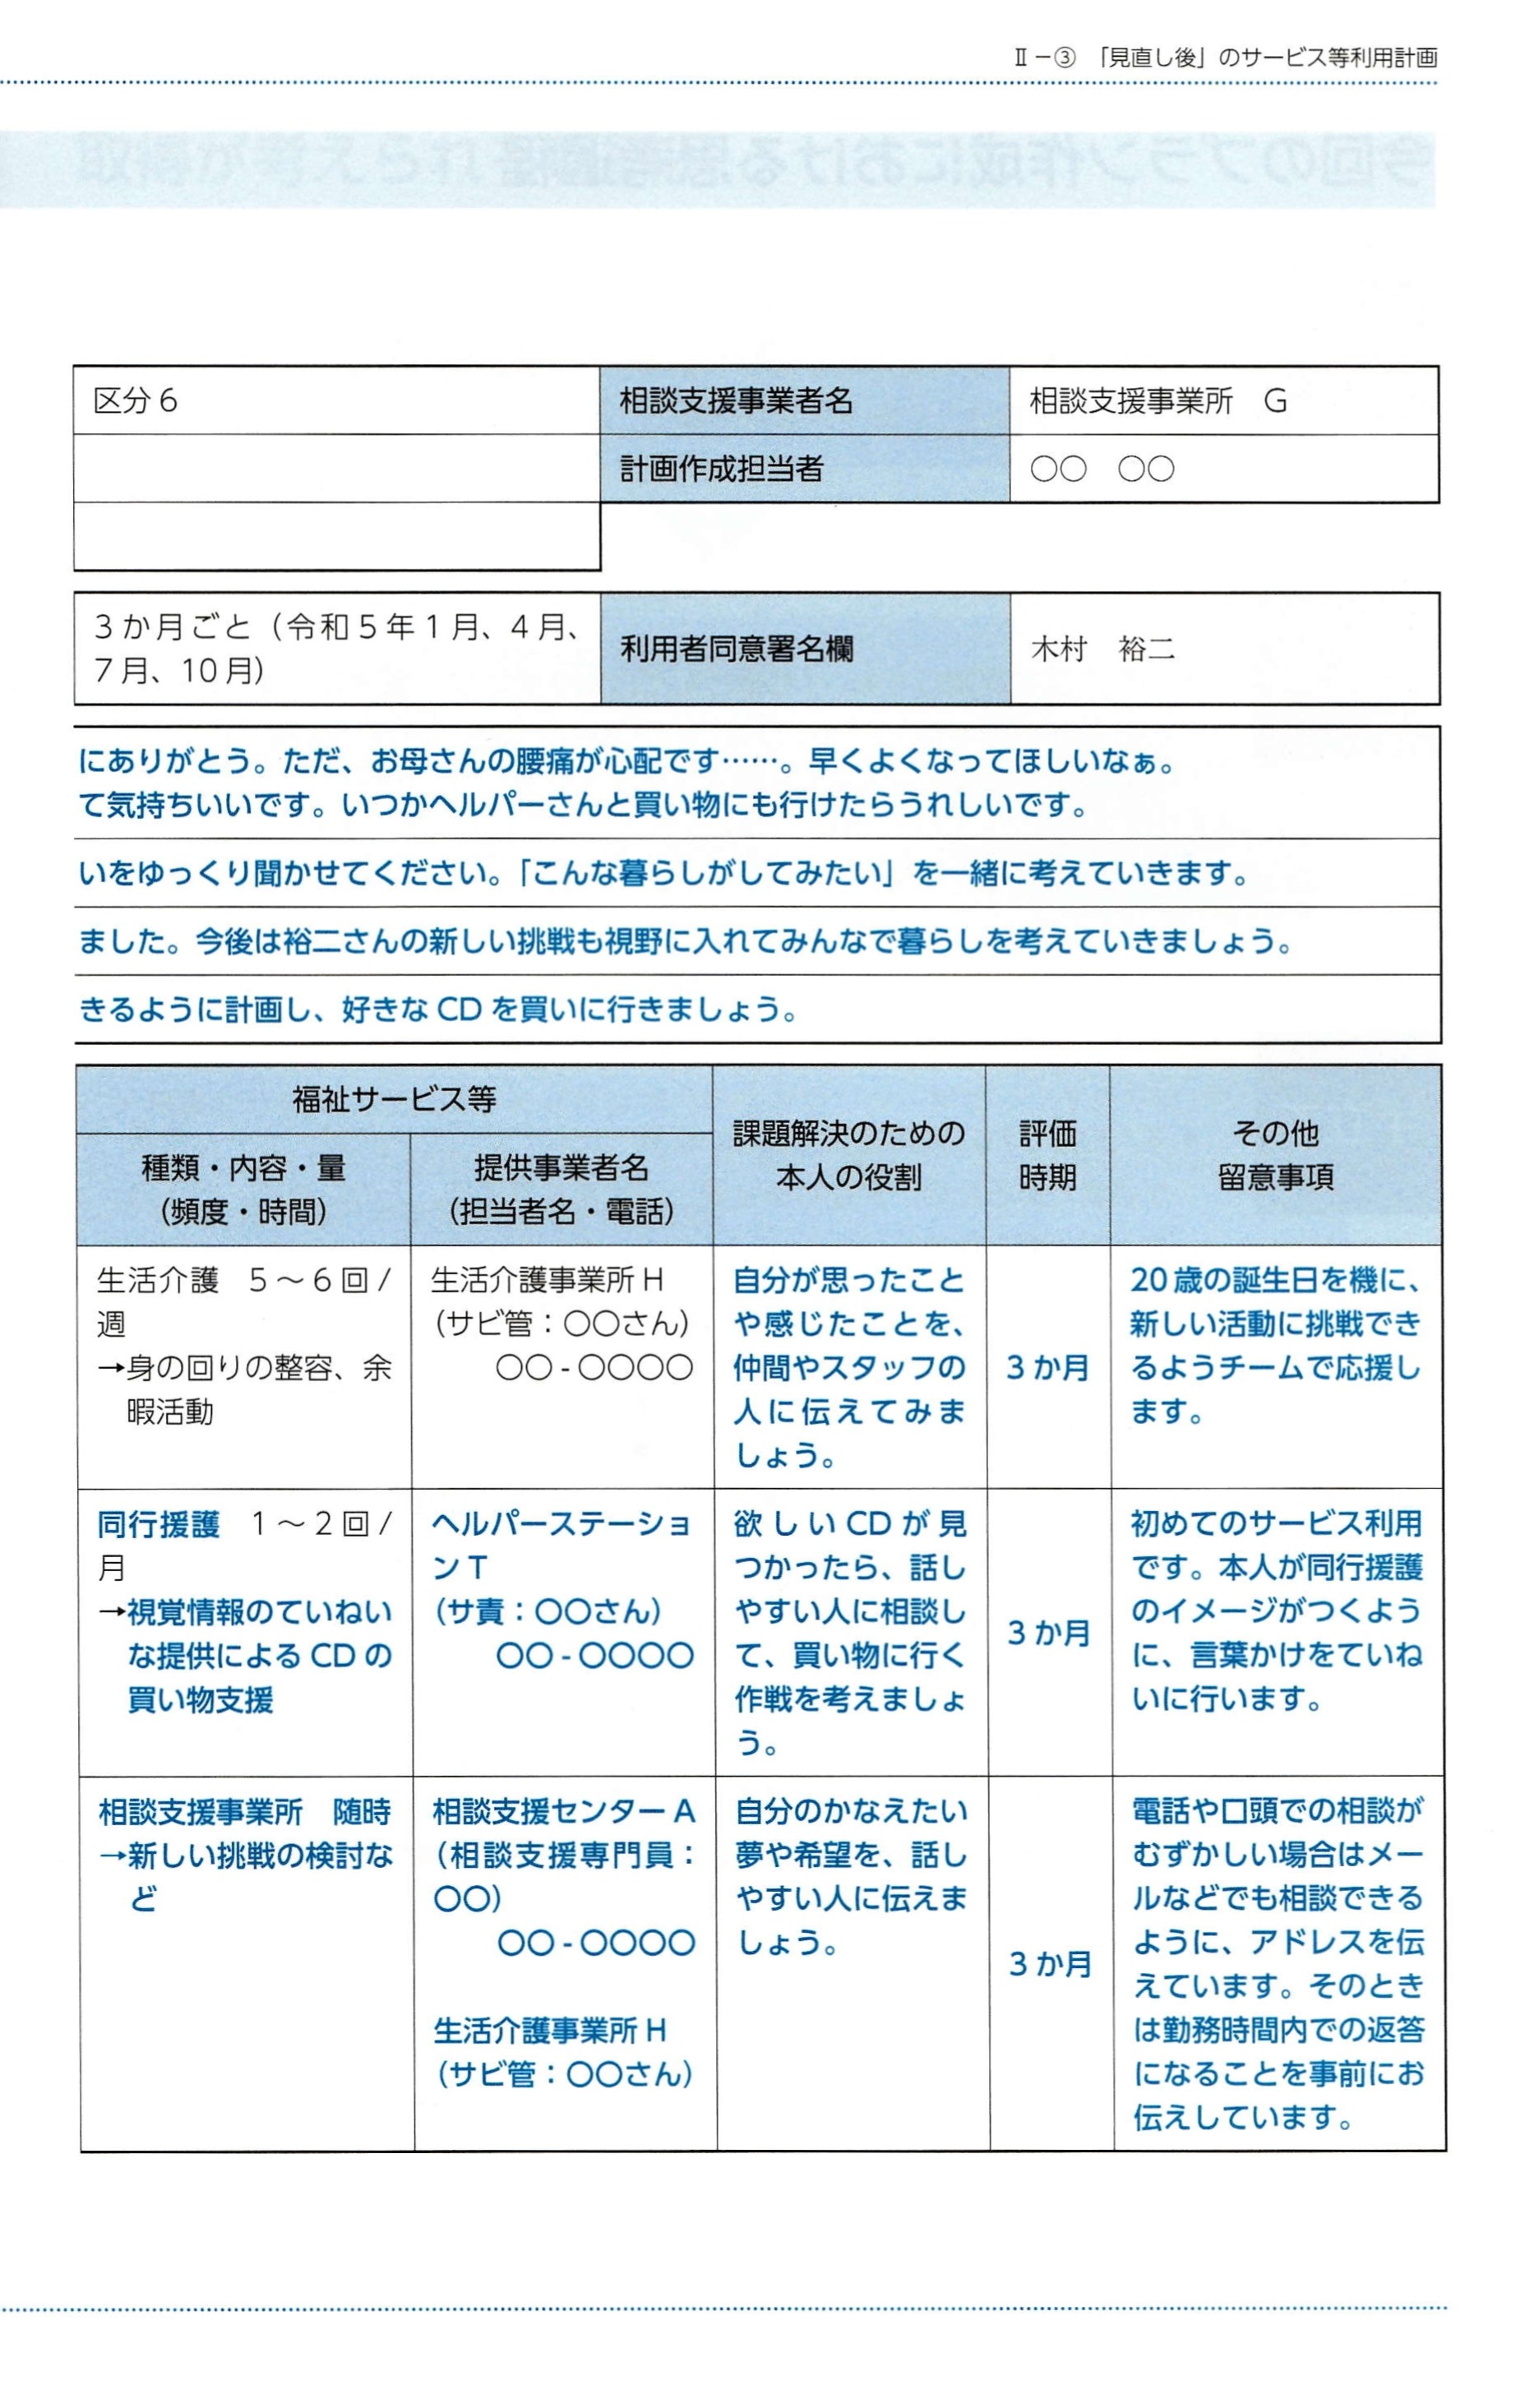 Ⅱ－③　「見直し後」のサービス等利用計画
区分６
相談支援事業者名
相談支援事業所　G
計画作成担当者
○○　○○
３か月ごと（令和５年１月、４月、
７月、10月）
利用者同意署名欄
木村　裕二
にありがとう。ただ、お母さんの腰痛が心配です……。早くよくなってほしいなぁ。
て気持ちいいです。いつかヘルパーさんと買い物にも行けたらうれしいです。
いをゆっくり聞かせてください。「こんな暮らしがしてみたい」を一緒に考えていきます。
ました。今後は裕二さんの新しい挑戦も視野に入れてみんなで暮らしを考えていきましょう。
きるように計画し、好きな CD を買いに行きましょう。
福祉サービス等
種類・内容・量
（頻度・時間）
提供事業者名
（担当者名・電話）
課題解決のための
本人の役割
評価
時期
その他
留意事項
生活介護　５～６回／
週
→身の回りの整容、余
暇活動
生活介護事業所 H
（サビ管：○○さん）
○○-○○○○
自分が思ったこと
や感じたことを、
仲間やスタッフの
人に伝えてみま
しょう。
３か月
20歳の誕生日を機に、
新しい活動に挑戦でき
るようチームで応援し
ます。
同行援護　１～２回／
月
→視覚情報のていねい
な提供による CD の
買い物支援
ヘルパーステーショ
ン T
（サ責：○○さん）
○○-○○○○
欲しい CD が見
つかったら、話し
やすい人に相談し
て、買い物に行く
作戦を考えましょ
う。
３か月
初めてのサービス利用
です。本人が同行援護
のイメージがつくよう
に、言葉かけをていね
いに行います。
相談支援事業所　随時
→新しい挑戦の検討な
ど
相談支援センター A
（相談支援専門員：
○○）
○○-○○○○
生活介護事業所 H
（サビ管：○○さん）
自分のかなえたい
夢や希望を、話し
やすい人に伝えま
しょう。
３か月
電話や口頭での相談が
むずかしい場合はメー
ルなどでも相談できる
ように、アドレスを伝
えています。そのとき
は勤務時間内での返答
になることを事前にお
伝えしています。